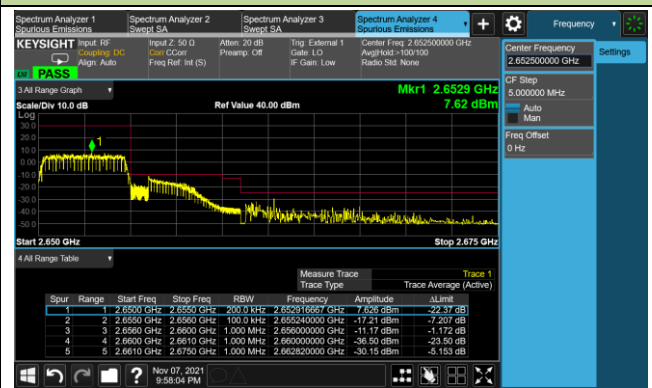 Spectrum Analyzer 1
Spurious Emissions
Spectrum Analyzer 2
Swept SA
Spectrum Analyzer 3
Swept SA
Spectrum Analyzer 4
Spurious Emissions
Frequency
KEYSIGHT
Input: RF
Coupling: DC
Align: Auto
Input Z: 50 Ω
Corr CCorr
Freq Ref: Int (S)
Atten: 20 dB
Preamp: Off
Trig: External 1
Gate: LO
IF Gain: Low
Center Freq: 2.652500000 GHz
Avg|Hold:>100/100
Radio Std: None
PASS
Center Frequency
2.652500000 GHz
Settings
CF Step
5.000000 MHz
Auto
Man
Freq Offset
0 Hz
3 All Range Graph
Mkr1 2.6529 GHz
7.62 dBm
Scale/Div 10.0 dB
Ref Value 40.00 dBm
Log
30.0
20.0
10.0
0.00
-10.0
-20.0
-30.0
-40.0
-50.0
1
Start 2.650 GHz
Stop 2.675 GHz
4 All Range Table
Measure Trace Trace 1
Trace Type Trace Average (Active)
Spur Range Start Freq Stop Freq RBW Frequency Amplitude ΔLimit
1 1 2.6500 GHz 2.6550 GHz 200.0 kHz 2.652916667 GHz 7.626 dBm -22.37 dB
2 2 2.6550 GHz 2.6560 GHz 100.0 kHz 2.655240000 GHz -17.21 dBm -7.207 dB
3 3 2.6560 GHz 2.6600 GHz 1.000 MHz 2.656000000 GHz -11.17 dBm -1.172 dB
4 4 2.6600 GHz 2.6610 GHz 1.000 MHz 2.660000000 GHz -36.50 dBm -23.50 dB
5 5 2.6610 GHz 2.6750 GHz 1.000 MHz 2.662820000 GHz -30.15 dBm -5.153 dB
?
Nov 07, 2021
9:58:04 PM